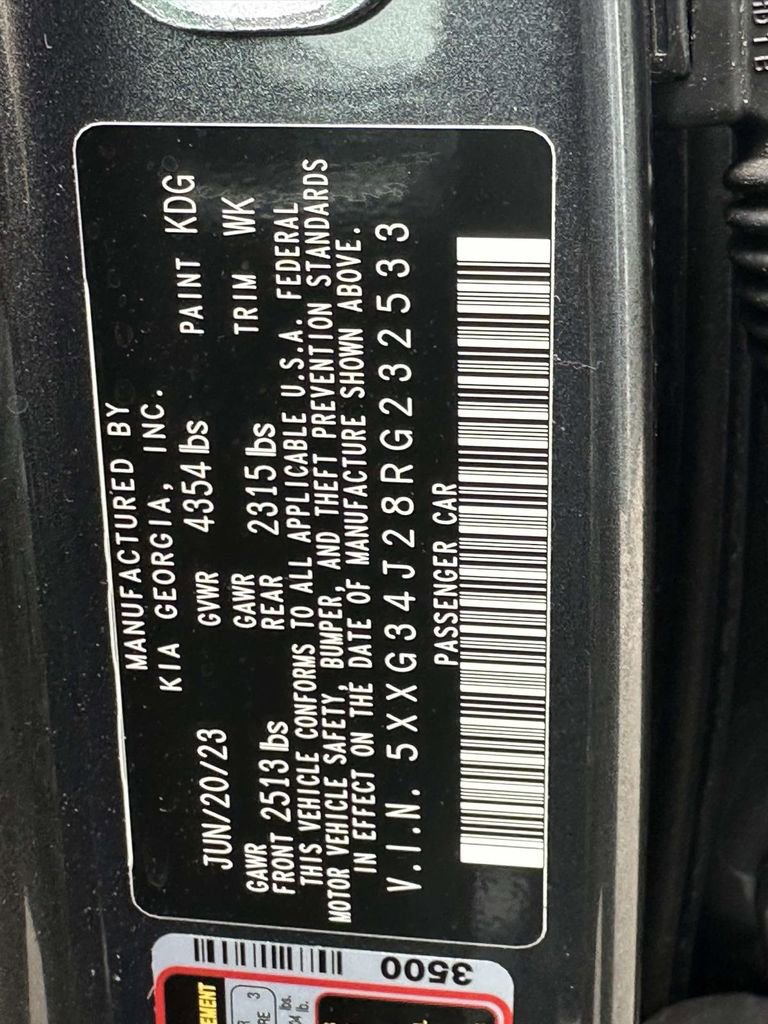 MANUFACTURED BY
KIA GEORGIA, INC.
JUN/20/23 GVWR 4354 lbs PAINT KDG
GAWR FRONT 2513 lbs GAWR REAR 2315 lbs TRIM WK
THIS VEHICLE CONFORMS TO ALL APPLICABLE U.S.A. FEDERAL
MOTOR VEHICLE SAFETY, BUMPER, AND THEFT PREVENTION STANDARDS
IN EFFECT ON THE DATE OF MANUFACTURE SHOWN ABOVE.
V.I.N. 5XXG34J28RG232533
PASSENGER CAR
3500